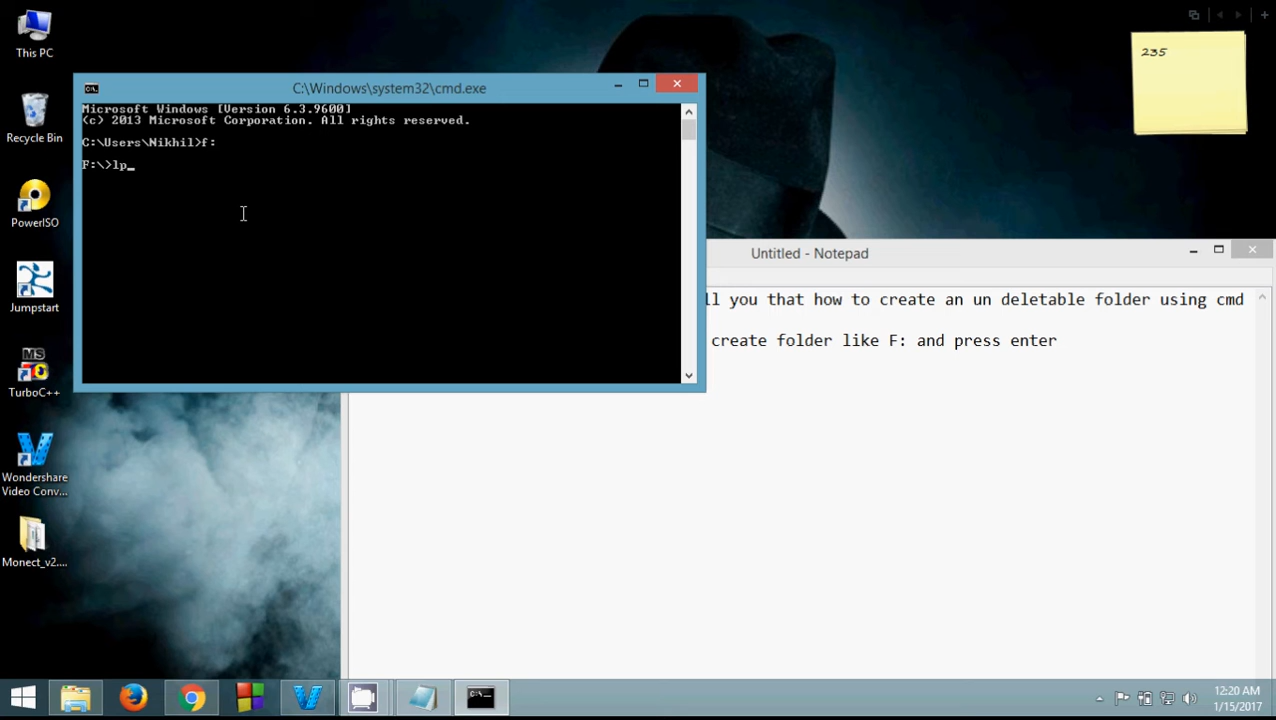 This PC
Recycle Bin
PowerISO
Jumpstart
MS
TurboC++
Wondershare
Video Conv...
Monect_v2....
C:\Windows\system32\cmd.exe
Microsoft Windows [Version 6.3.9600]
(c) 2013 Microsoft Corporation. All rights reserved.
C:\Users\Nikhil>f:
F:\>lp_
235
Untitled - Notepad
ll you that how to create an un deletable folder using cmd
create folder like F: and press enter
12:20 AM
1/15/2017